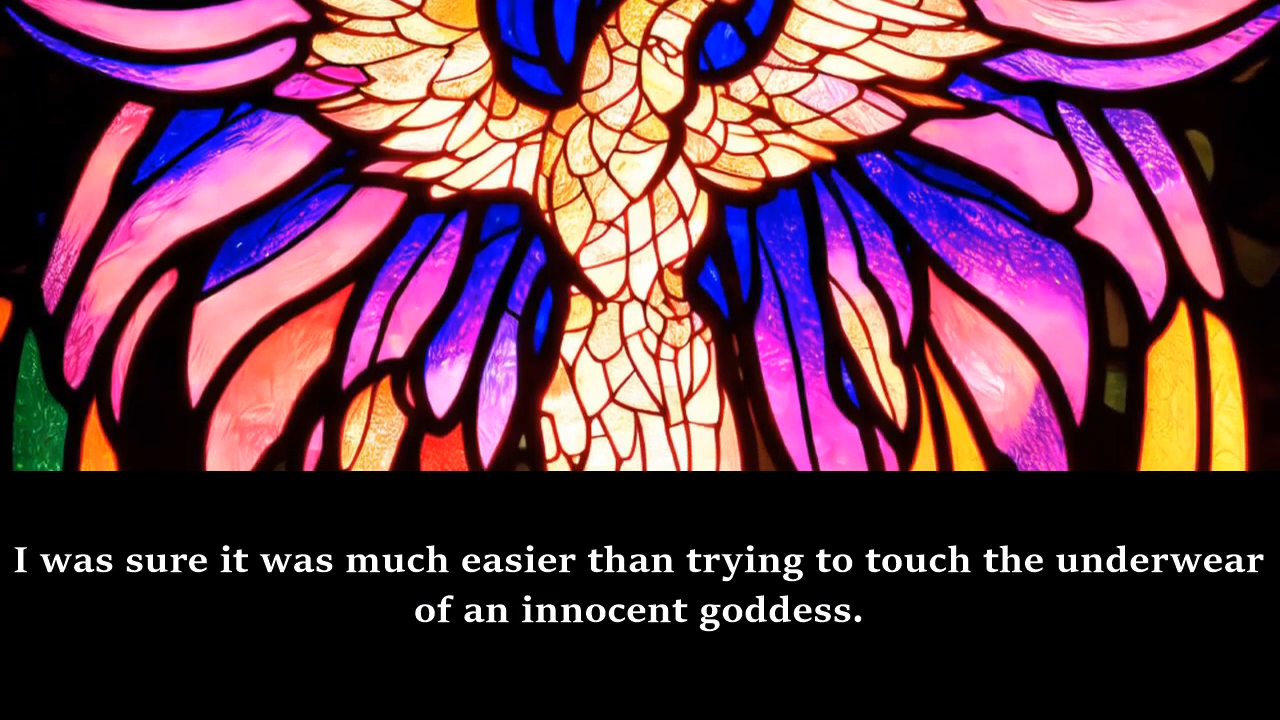 I was sure it was much easier than trying to touch the underwear
of an innocent goddess.